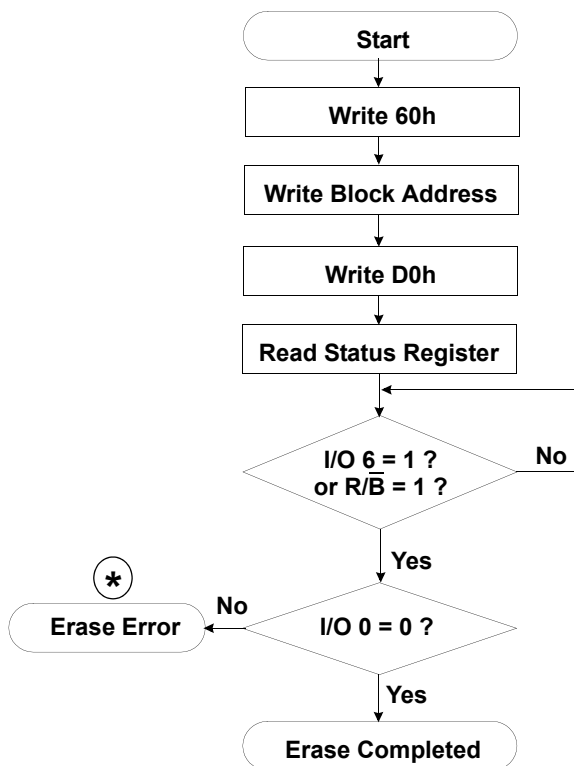 Start
Write 60h
Write Block Address
Write D0h
Read Status Register
I/O 6 = 1 ?
or R/B̅ = 1 ?
No
Yes
*
No
Erase Error
I/O 0 = 0 ?
Yes
Erase Completed